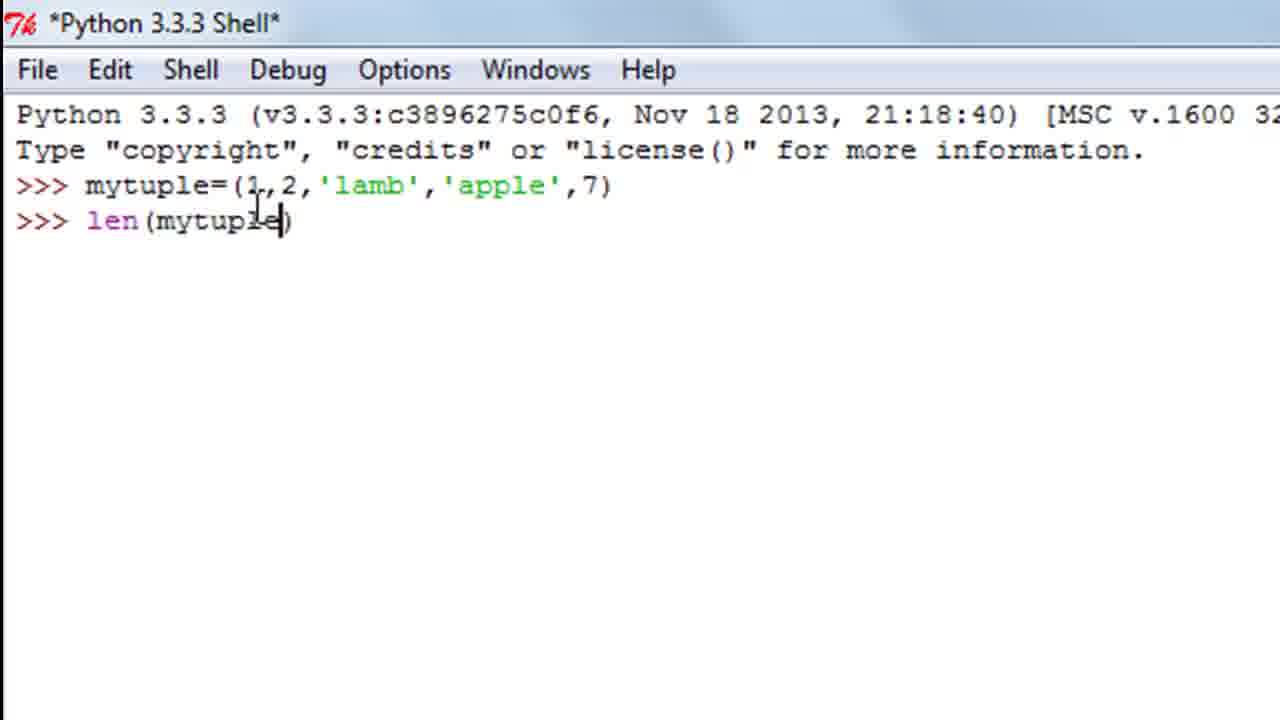 *Python 3.3.3 Shell*
File Edit Shell Debug Options Windows Help
Python 3.3.3 (v3.3.3:c3896275c0f6, Nov 18 2013, 21:18:40) [MSC v.1600 32
Type "copyright", "credits" or "license()" for more information.
>>> mytuple=(1,2,'lamb','apple',7)
>>> len(mytuple)